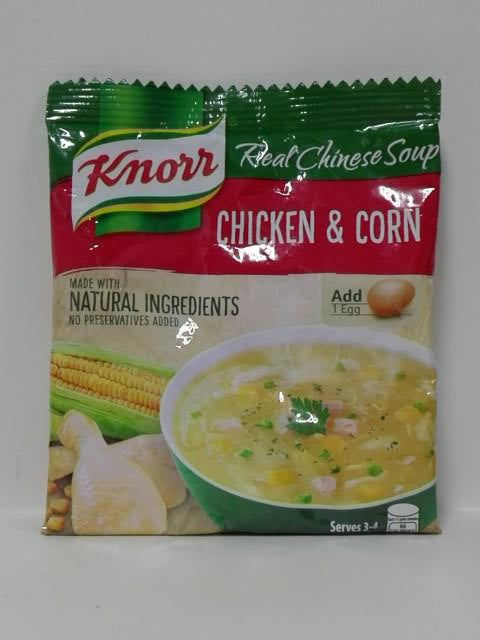 Knorr
Real Chinese Soup
CHICKEN & CORN
MADE WITH
NATURAL INGREDIENTS
NO PRESERVATIVES ADDED
Add
1 Egg
Serves 3-4